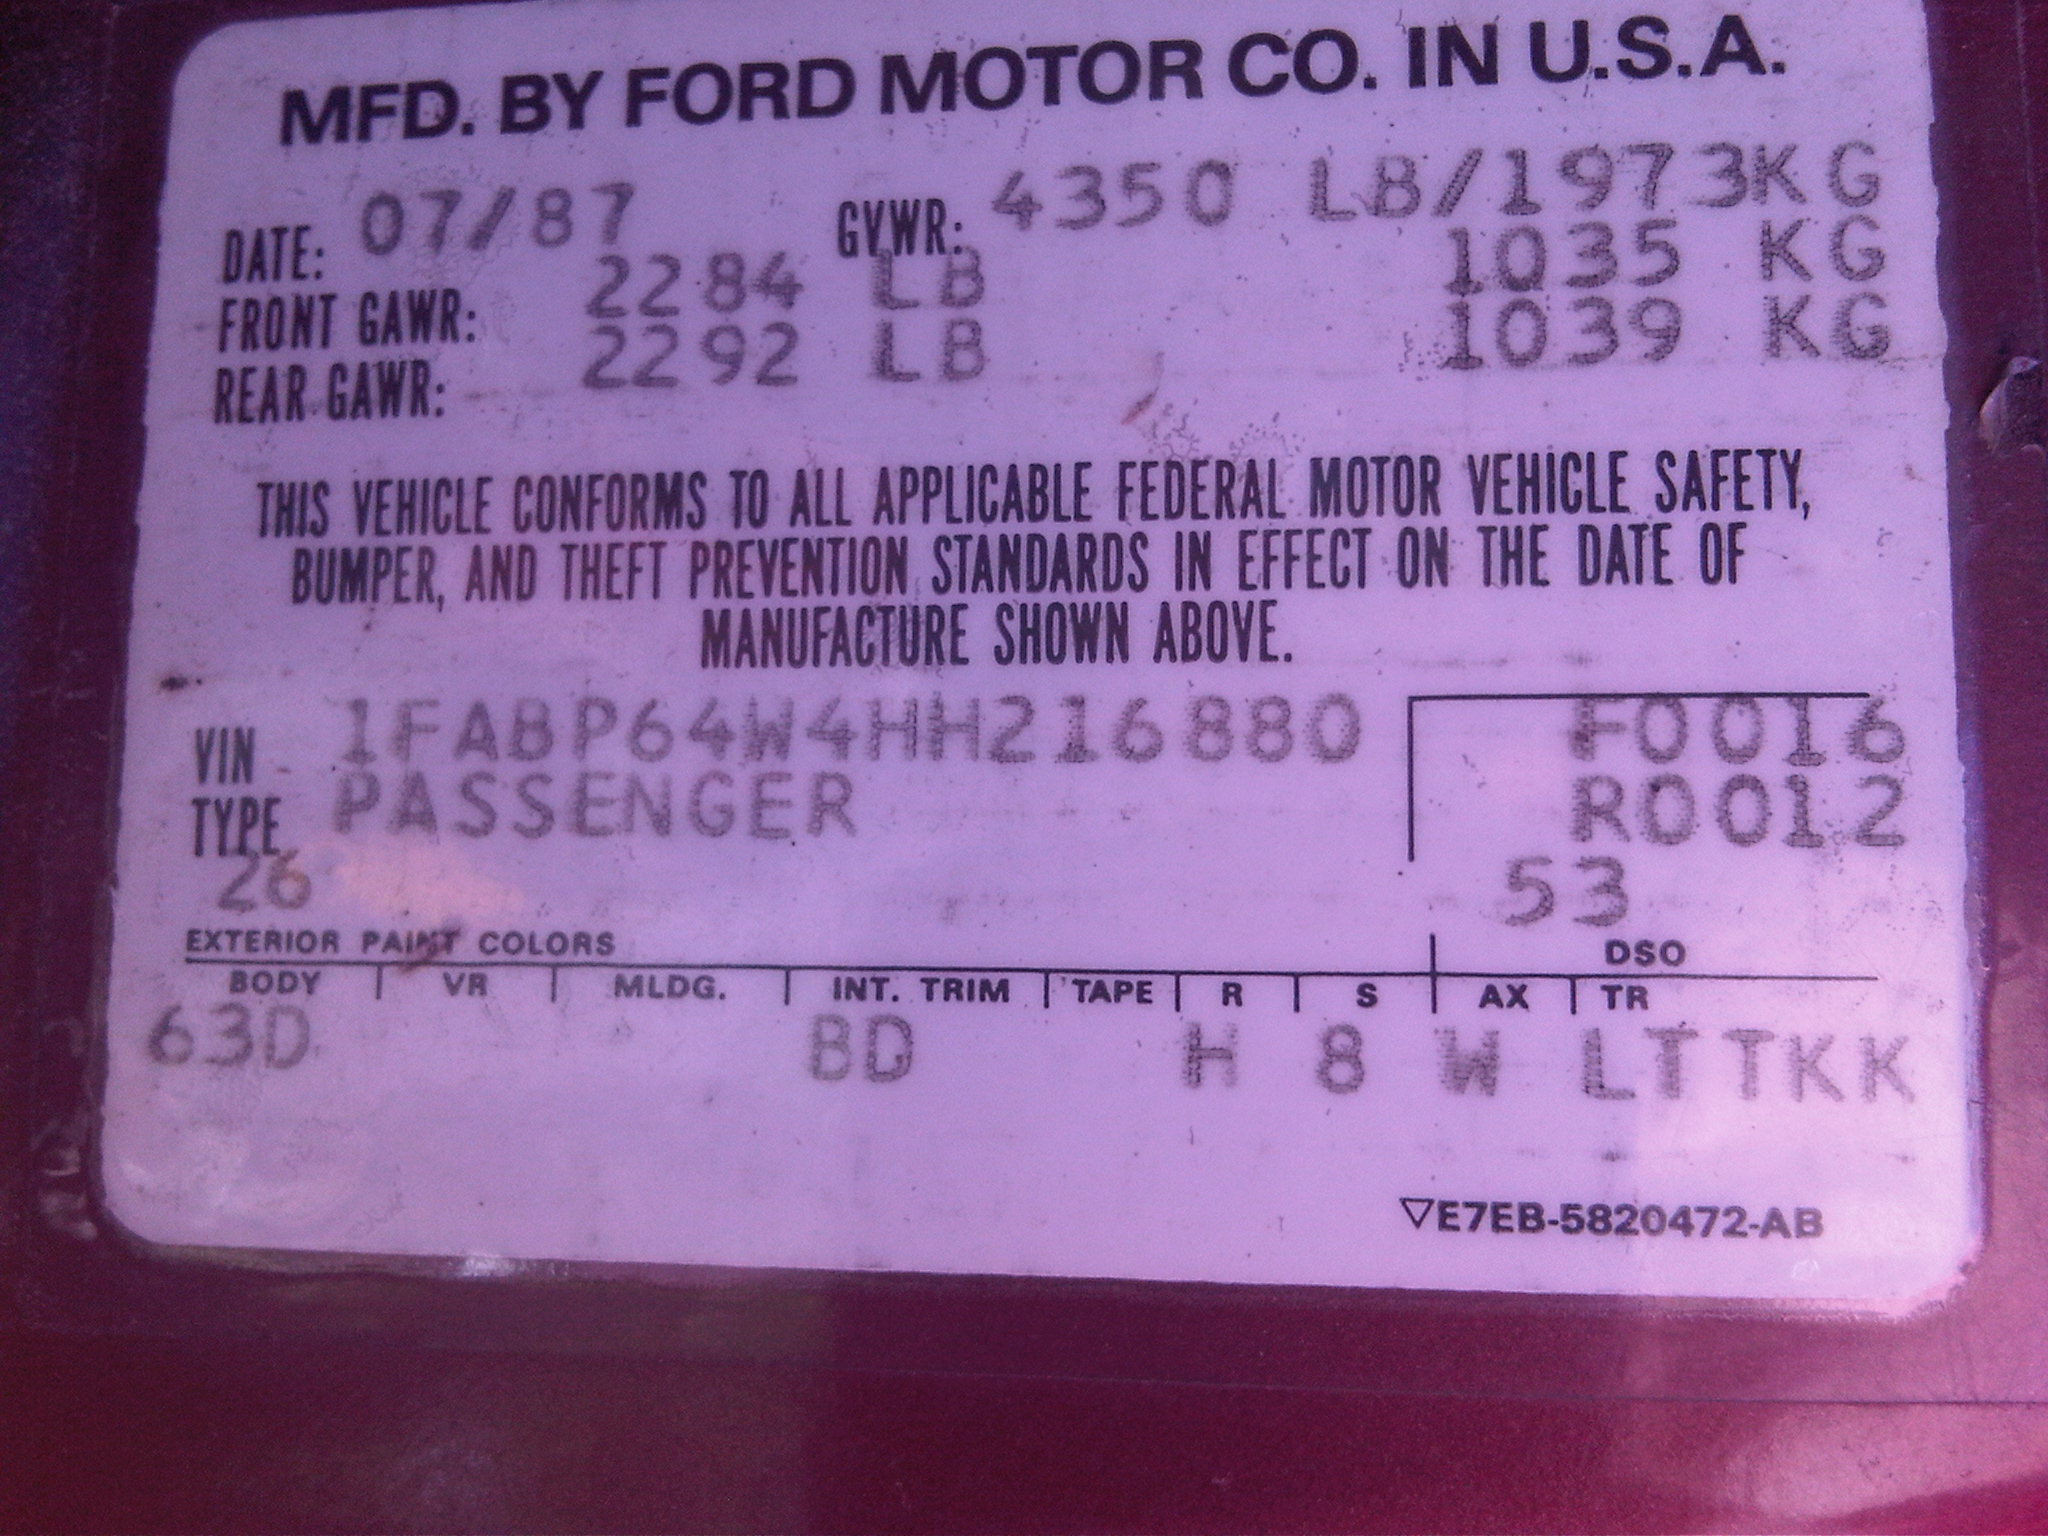 MFD. BY FORD MOTOR CO. IN U.S.A.
DATE: 07/87 GVWR: 4350 LB/1973KG
FRONT GAWR: 2284 LB 1035 KG
REAR GAWR: 2292 LB 1039 KG
THIS VEHICLE CONFORMS TO ALL APPLICABLE FEDERAL MOTOR VEHICLE SAFETY,
BUMPER, AND THEFT PREVENTION STANDARDS IN EFFECT ON THE DATE OF
MANUFACTURE SHOWN ABOVE.
VIN 1FABP64W4HH216880 F0016
TYPE PASSENGER R0012
26 53
EXTERIOR PAINT COLORS DSO
BODY VR MLDG. INT. TRIM TAPE R S AX TR
63D BD H 8 W LTTKK
▽E7EB-5820472-AB